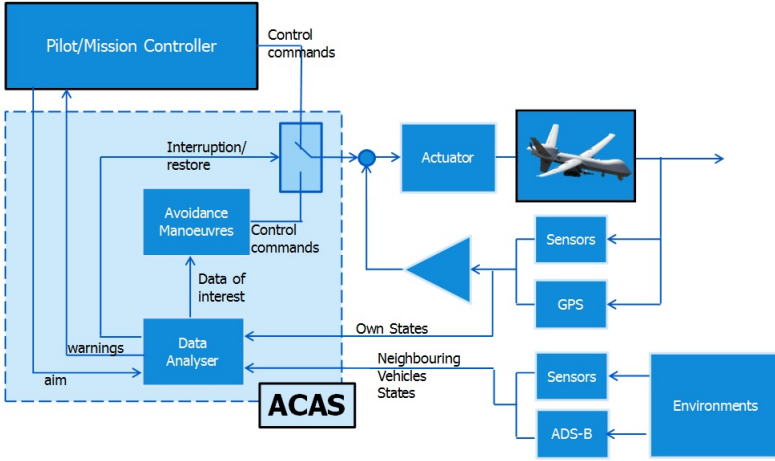 Pilot/Mission Controller
Control
commands
Interruption/
restore
Actuator
Avoidance
Manoeuvres
Control
commands
Sensors
Data of
interest
GPS
Own States
warnings
Data
Analyser
Neighbouring
Vehicles
States
aim
Sensors
Environments
ACAS
ADS-B